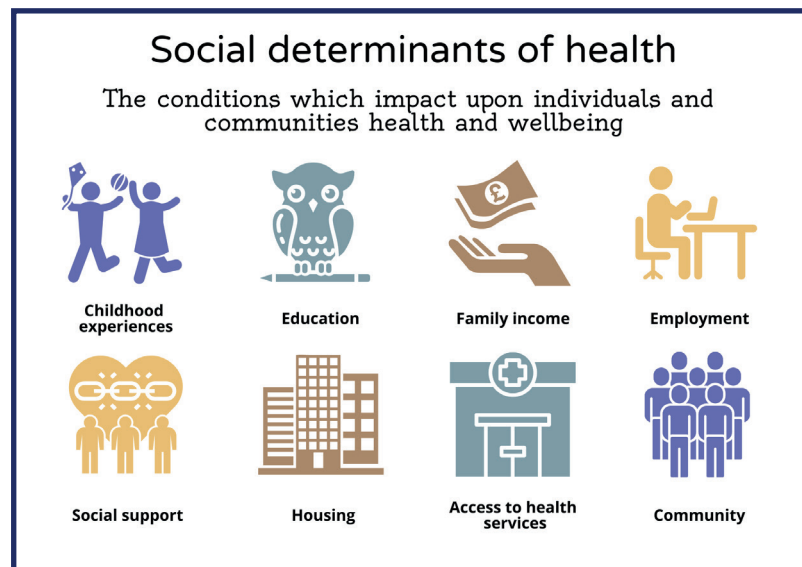 Social determinants of health
The conditions which impact upon individuals and
communities health and wellbeing
£
Childhood
experiences
Education
Family income
Employment
Social support
Housing
Access to health
services
Community